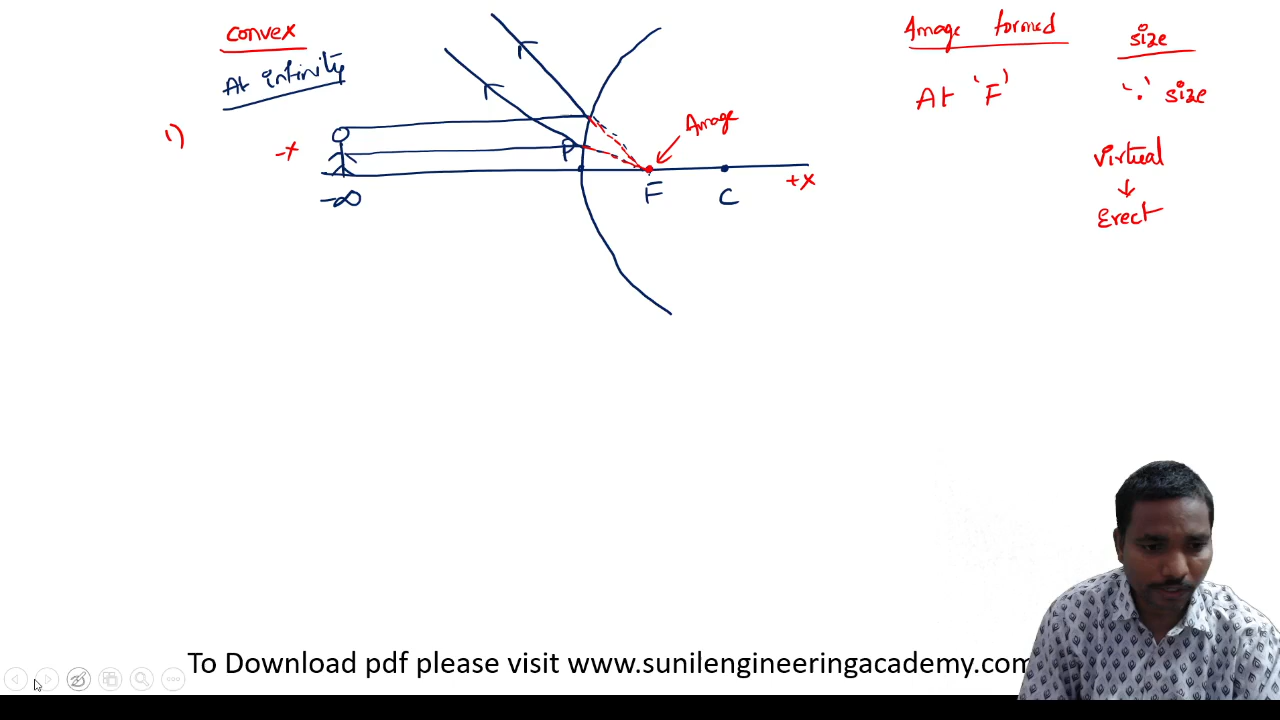 convex
At infinity
1)
-x
-∞
P
F
C
+x
Image
Image formed
At 'F'
size
'.' size
virtual
↓
Erect
To Download pdf please visit www.sunilengineeringacademy.com